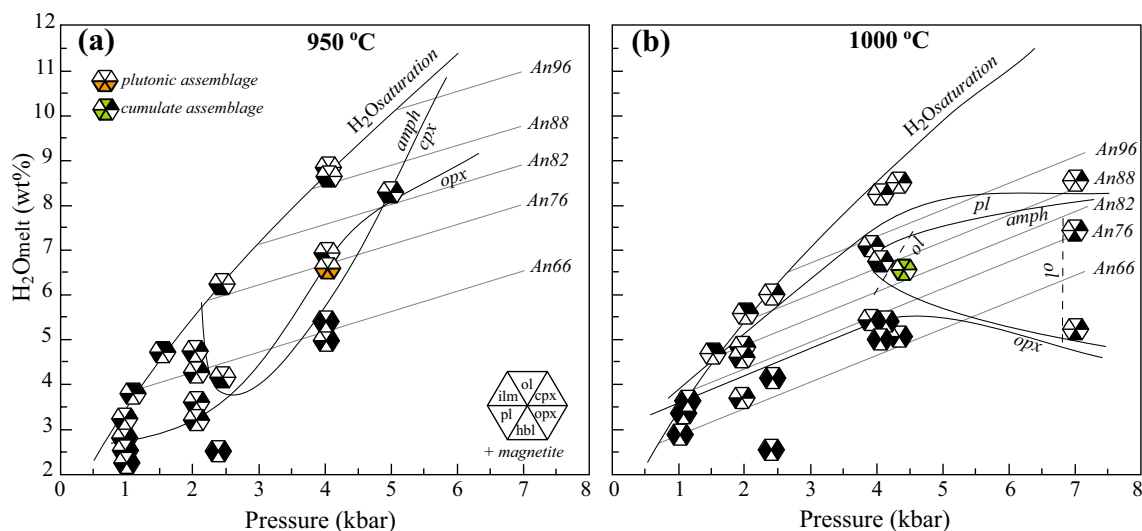 (a)
950 ºC
plutonic assemblage
cumulate assemblage
H2Osaturation
amph
cpx
opx
An96
An88
An82
An76
An66
ol
ilm
cpx
pl
opx
hbl
+ magnetite
H2Omelt (wt%)
12
11
10
9
8
7
6
5
4
3
2
0
1
2
3
4
5
6
7
8
Pressure (kbar)
(b)
1000 ºC
H2Osaturation
An96
An88
An82
An76
An66
pl
amph
ol
ol
opx
0
1
2
3
4
5
6
7
8
Pressure (kbar)